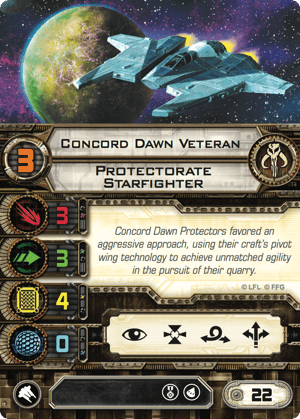 CONCORD DAWN VETERAN
3
PROTECTORATE
STARFIGHTER
3
3
4
0
Concord Dawn Protectors favored an
aggressive approach, using their craft's pivot
wing technology to achieve unmatched agility
in the pursuit of their quarry.
© LFL © FFG
22